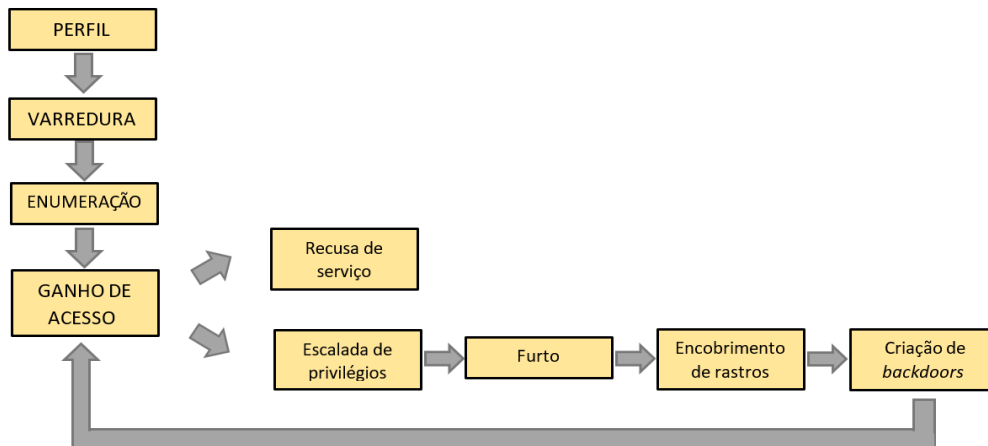 PERFIL
VARREDURA
ENUMERAÇÃO
GANHO DE
ACESSO
Recusa de
serviço
Escalada de
privilégios
Furto
Encobrimento
de rastros
Criação de
backdoors